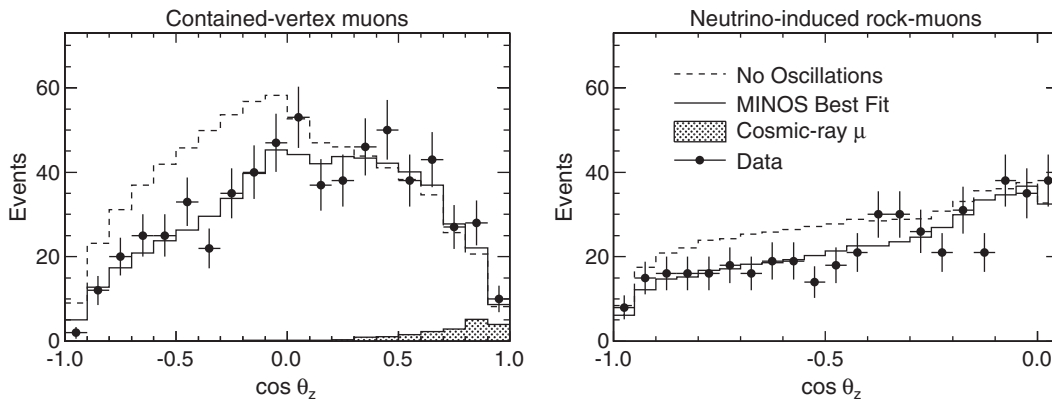 Contained-vertex muons
Neutrino-induced rock-muons
Events
60
40
20
0
-1.0
-0.5
0.0
0.5
1.0
cos θz
Events
60
40
20
0
-1.0
-0.5
0.0
cos θz
No Oscillations
MINOS Best Fit
Cosmic-ray μ
Data